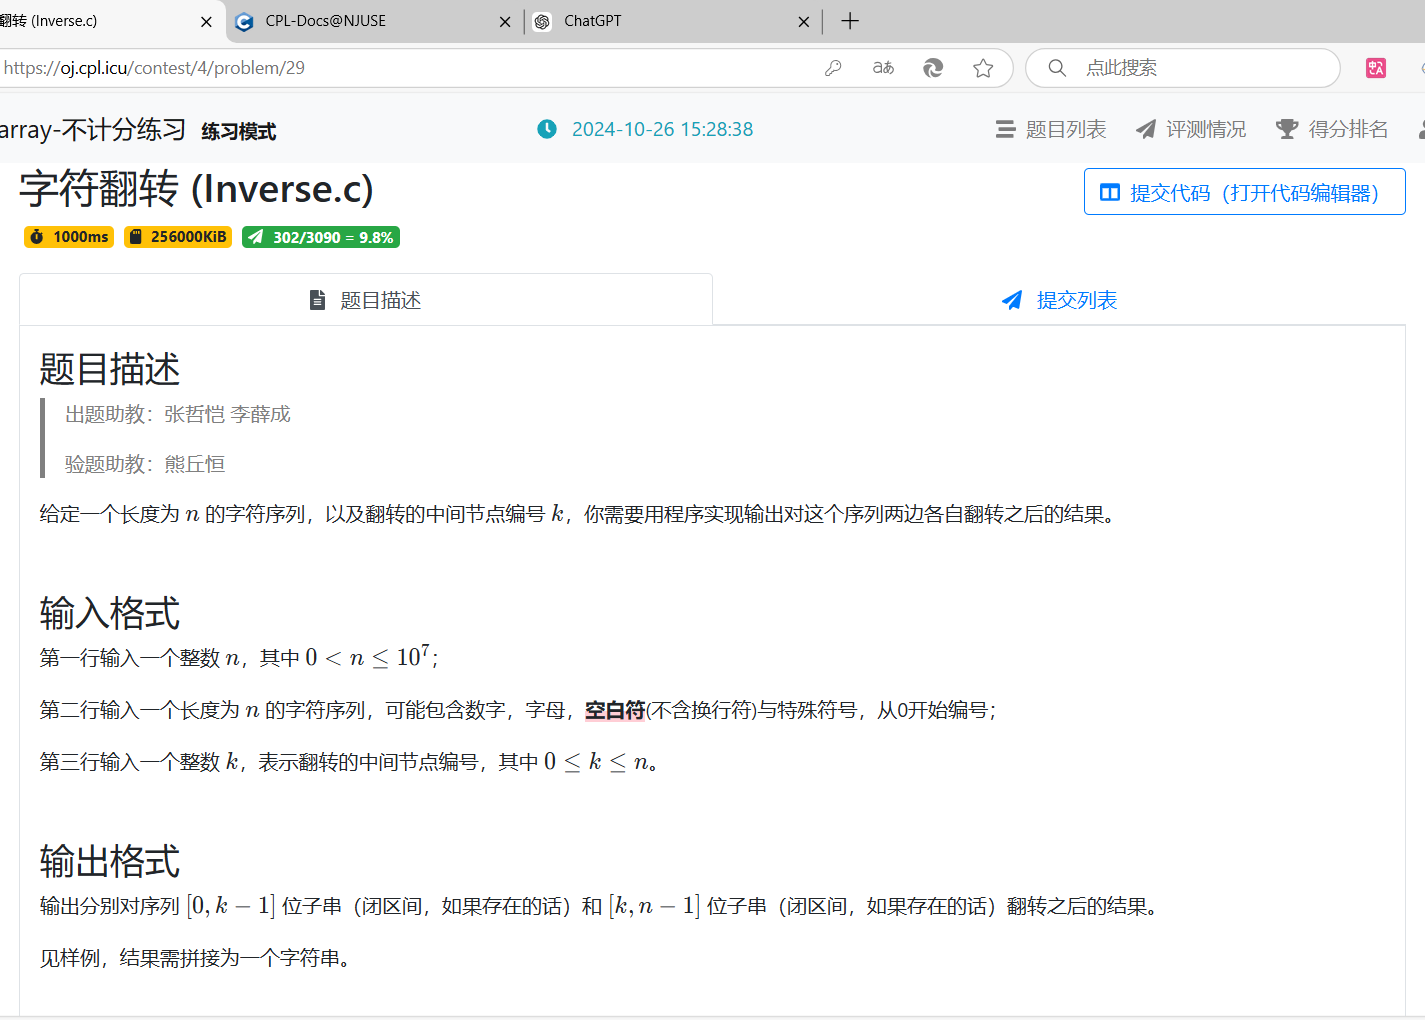 翻转 (Inverse.c)
CPL-Docs@NJUSE
ChatGPT
https://oj.cpl.icu/contest/4/problem/29
aあ
点此搜索
中A
array-不计分练习 练习模式
2024-10-26 15:28:38
题目列表
评测情况
得分排名
字符翻转 (Inverse.c)
提交代码（打开代码编辑器）
1000ms
256000KiB
302/3090 = 9.8%
题目描述
提交列表
题目描述
出题助教：张哲恺 李薛成
验题助教：熊丘恒
给定一个长度为 n 的字符序列，以及翻转的中间节点编号 k，你需要用程序实现输出对这个序列两边各自翻转之后的结果。
输入格式
第一行输入一个整数 n，其中 0 < n ≤ 10⁷；
第二行输入一个长度为 n 的字符序列，可能包含数字，字母，空白符(不含换行符)与特殊符号，从0开始编号；
第三行输入一个整数 k，表示翻转的中间节点编号，其中 0 ≤ k ≤ n。
输出格式
输出分别对序列 [0, k − 1] 位子串（闭区间，如果存在的话）和 [k, n − 1] 位子串（闭区间，如果存在的话）翻转之后的结果。
见样例，结果需拼接为一个字符串。